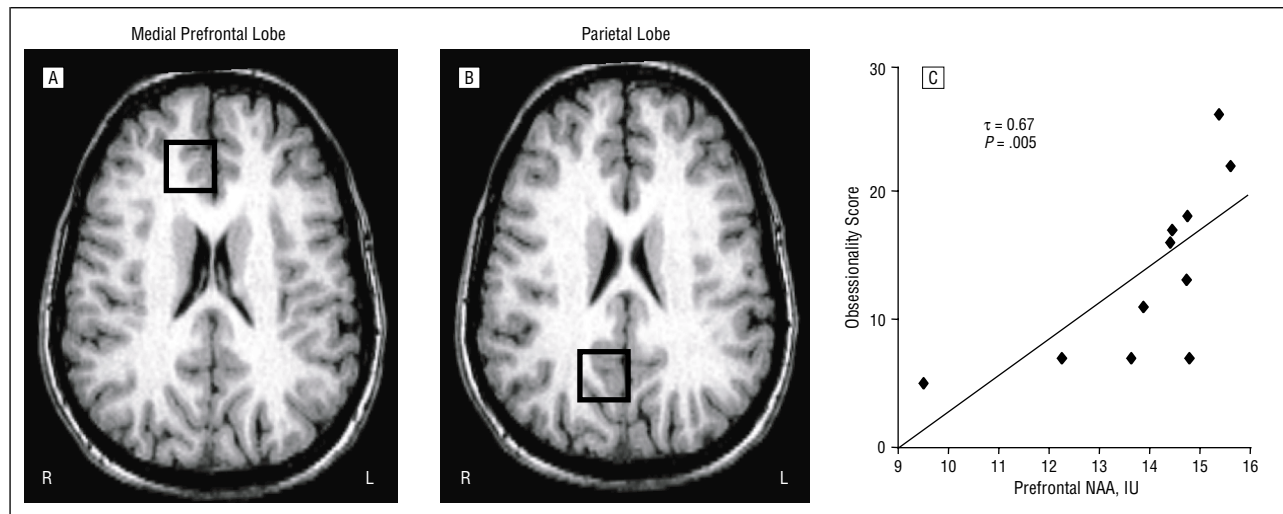 Medial Prefrontal Lobe
A
R
L
Parietal Lobe
B
R
L
C
τ = 0.67
P = .005
30
20
10
0
Obsessionality Score
9 10 11 12 13 14 15 16
Prefrontal NAA, IU